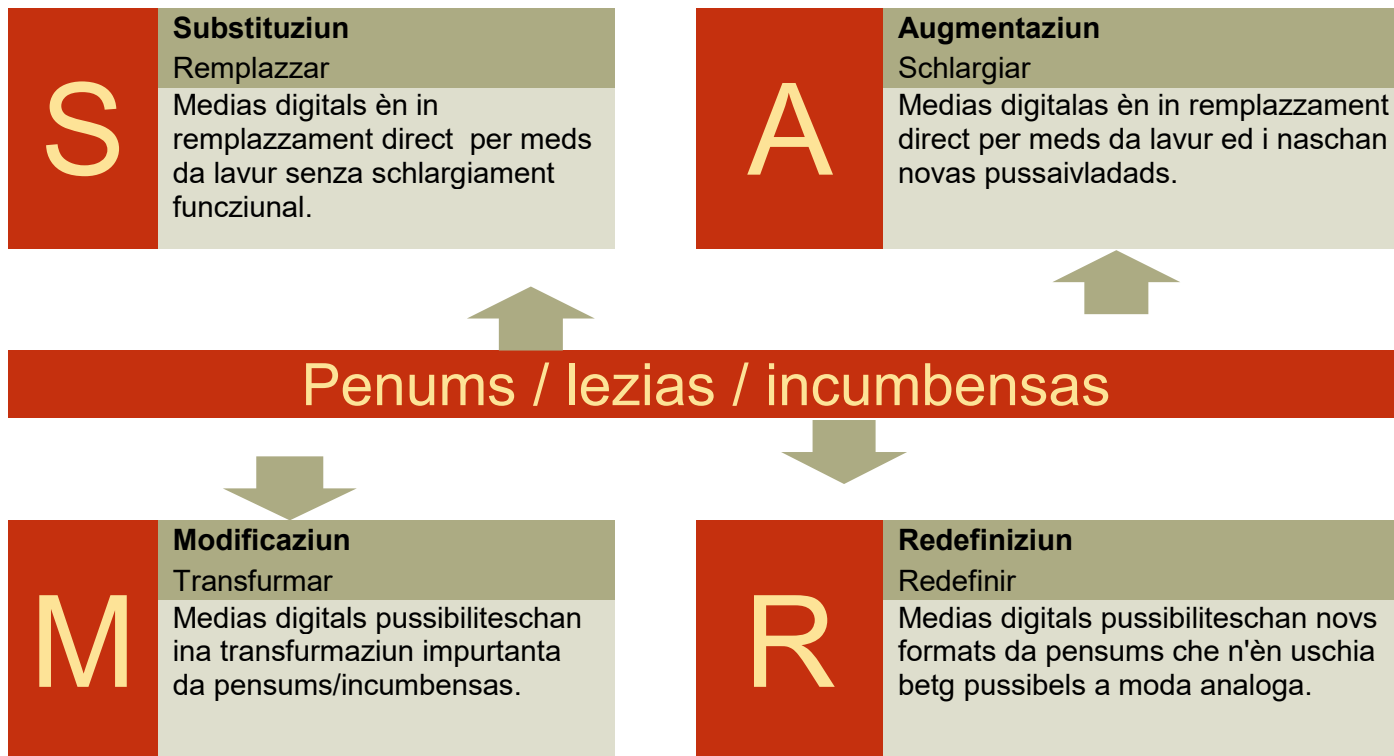 S
Substituziun
Remplazzar
Medias digitals èn in
remplazzament direct  per meds
da lavur senza schlargiament
funcziunal.
A
Augmentaziun
Schlargiar
Medias digitalas èn in remplazzament
direct per meds da lavur ed i naschan
novas pussaivladads.
Penums / lezias / incumbensas
M
Modificaziun
Transfurmar
Medias digitals pussibiliteschan
ina transfurmaziun impurtanta
da pensums/incumbensas.
R
Redefiniziun
Redefinir
Medias digitals pussibiliteschan novs
formats da pensums che n'èn uschia
betg pussibels a moda analoga.